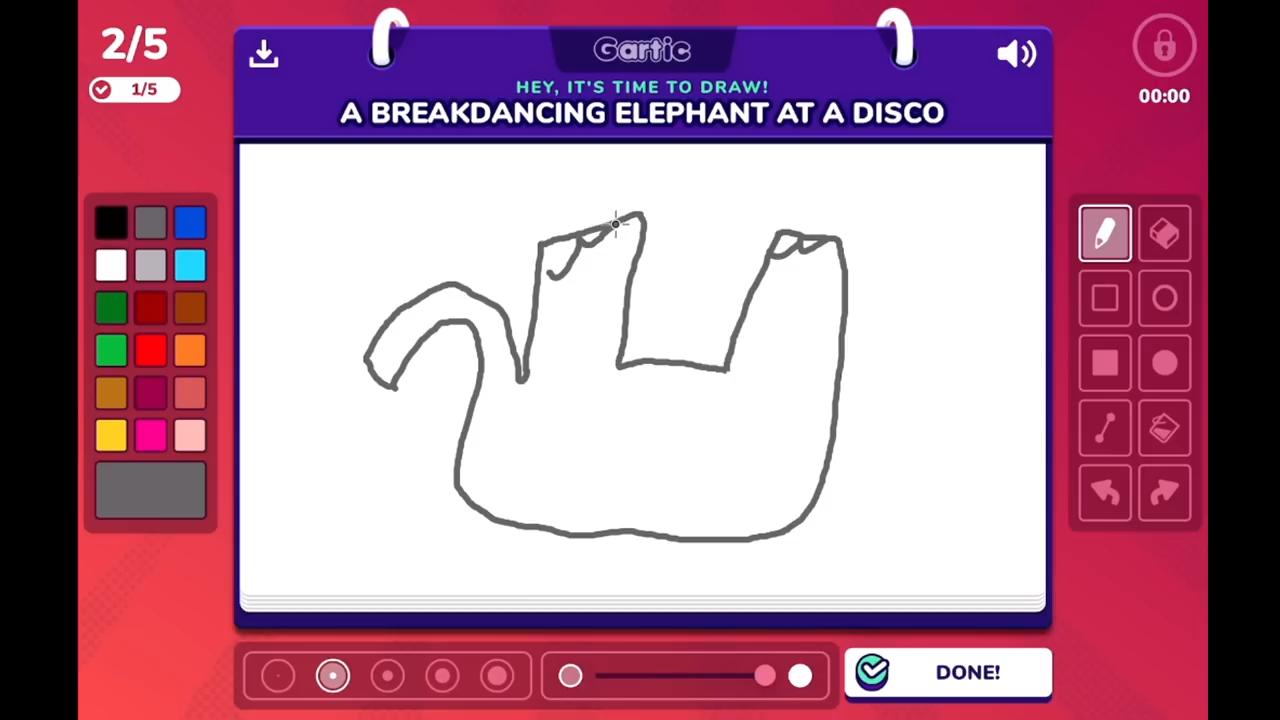 2/5
1/5
Gartic
HEY, IT'S TIME TO DRAW!
A BREAKDANCING ELEPHANT AT A DISCO
00:00
DONE!